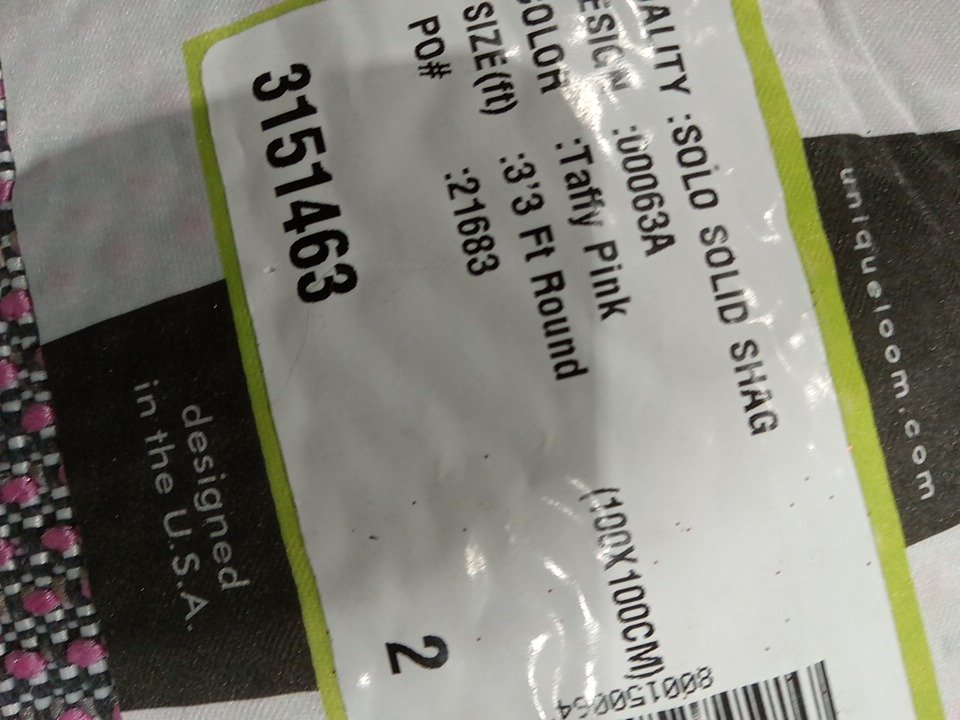 uniqueloom.com
ALITY :SOLO SOLID SHAG
ESIGN :00063A
COLOR :Taffy Pink
SIZE(ft) :3'3 Ft Round (100X100CM)
PO# :21683
3151463
2
designed
in the U.S.A.